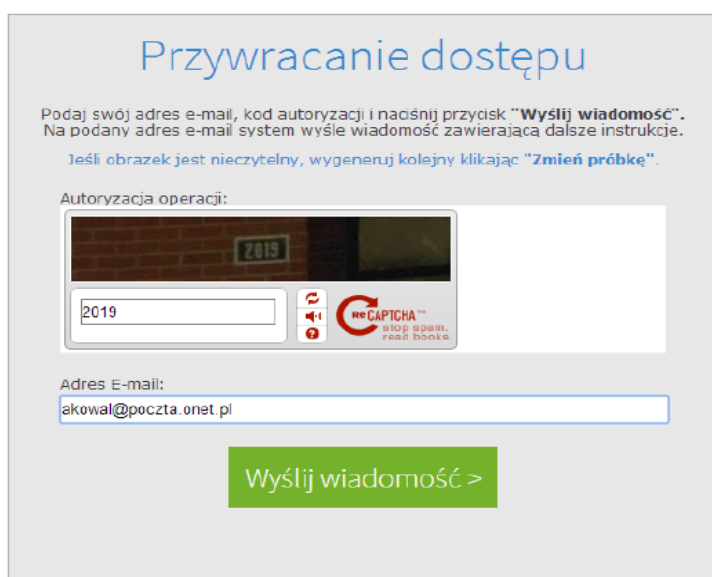 Przywracanie dostępu
Podaj swój adres e-mail, kod autoryzacji i naciśnij przycisk "Wyślij wiadomość".
Na podany adres e-mail system wyśle wiadomość zawierającą dalsze instrukcje.
Jeśli obrazek jest nieczytelny, wygeneruj kolejny klikając "Zmień próbkę".
Autoryzacja operacji:
2019
2019
ReCAPTCHA™
stop spam.
read books.
Adres E-mail:
akowal@poczta.onet.pl
Wyślij wiadomość >